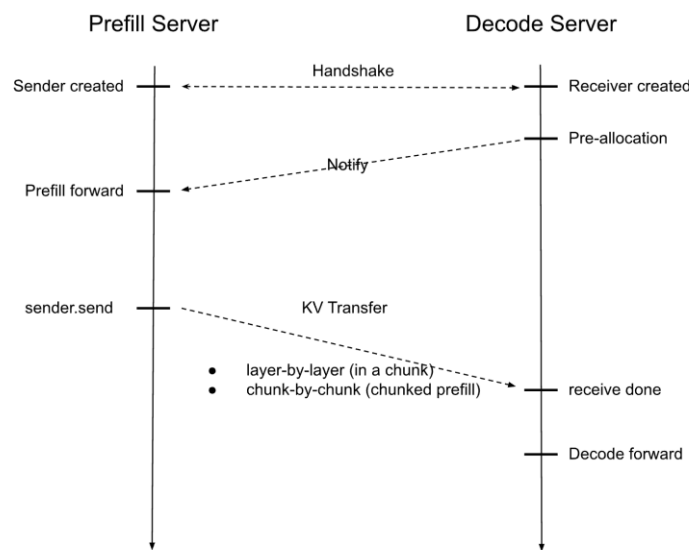 Prefill Server
Decode Server
Sender created
Handshake
Receiver created
Pre-allocation
Notify
Prefill forward
sender.send
KV Transfer
● layer-by-layer (in a chunk)
● chunk-by-chunk (chunked prefill)
receive done
Decode forward